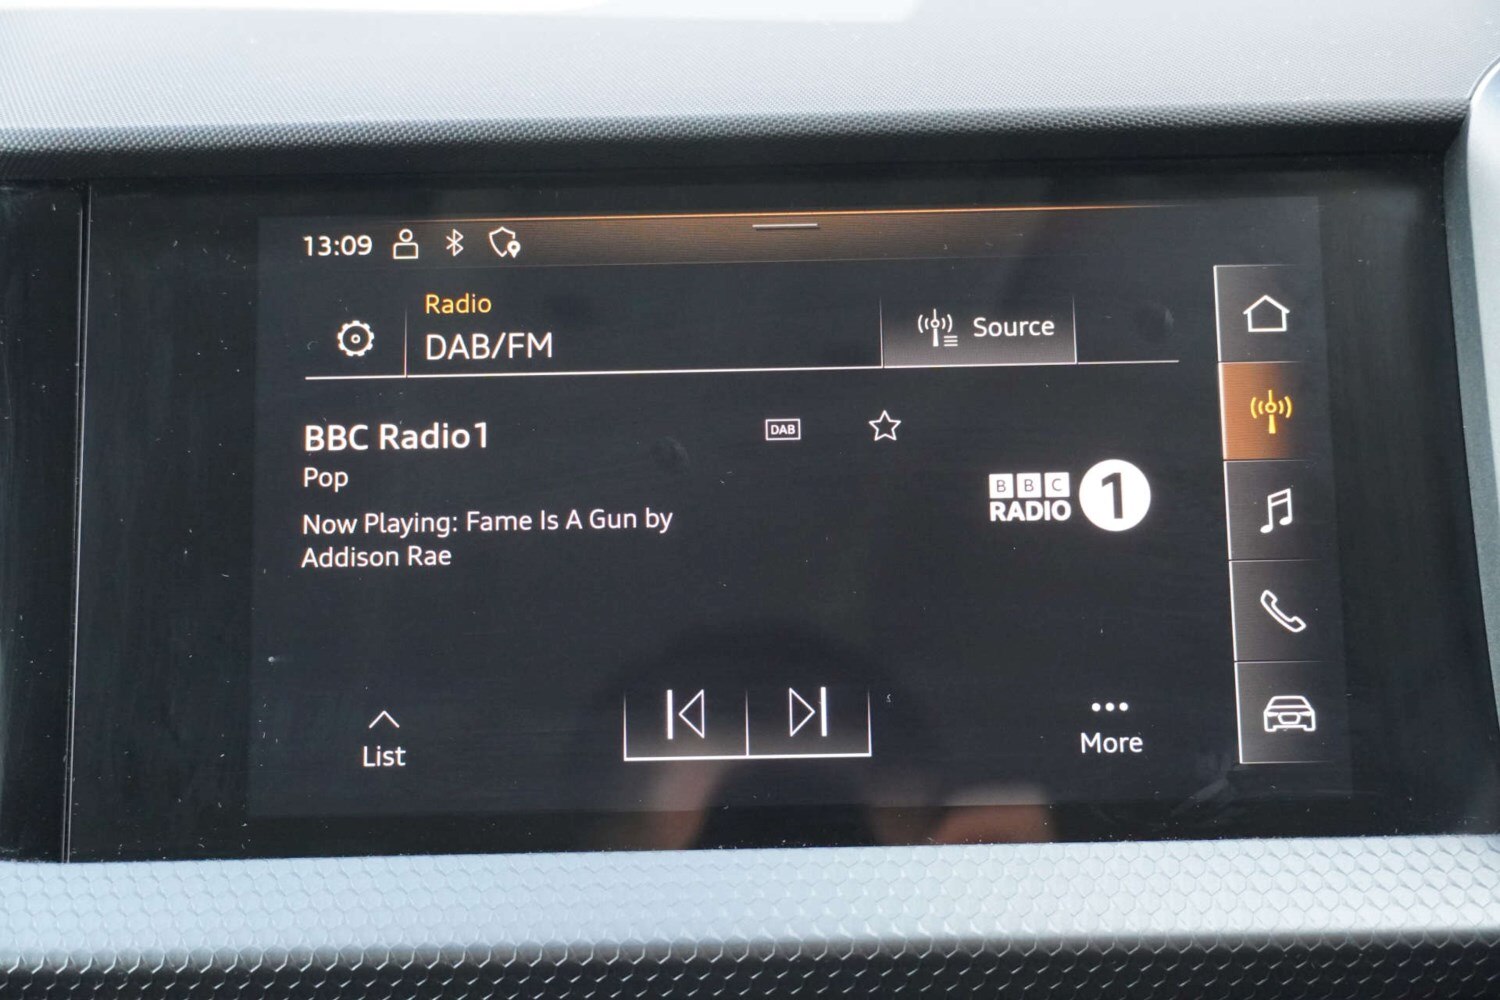 13:09
Radio
DAB/FM
Source
BBC Radio1
DAB
Pop
Now Playing: Fame Is A Gun by
Addison Rae
BBC
RADIO 1
List
More